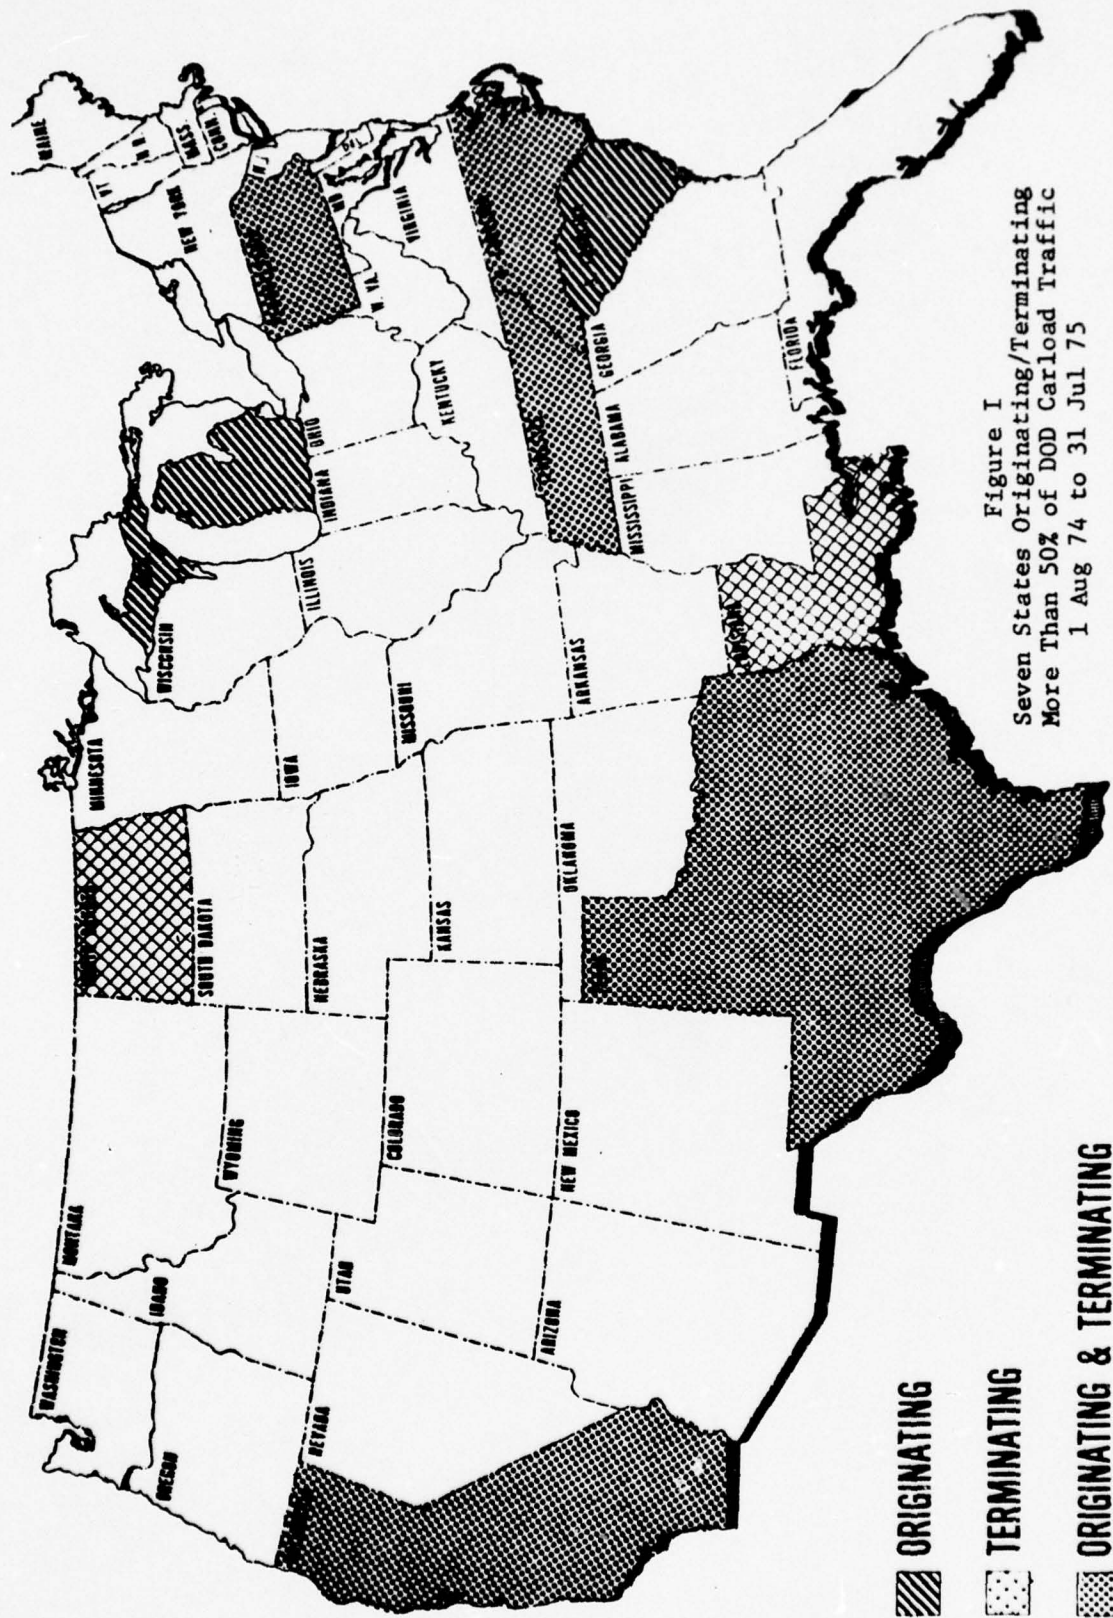 WASHINGTON
OREGON
IDAHO
MONTANA
NEVADA
UTAH
ARIZONA
WYOMING
COLORADO
NEW MEXICO
SOUTH DAKOTA
NEBRASKA
KANSAS
OKLAHOMA
TEXAS
MINNESOTA
IOWA
MISSOURI
ARKANSAS
WISCONSIN
ILLINOIS
INDIANA
OHIO
KENTUCKY
MISSISSIPPI
ALABAMA
GEORGIA
FLORIDA
W. VA.
VIRGINIA
MD.
DEL
N.J.
NEW YORK
VT
N.H.
MASS
CONN.
MAINE
ORIGINATING
TERMINATING
ORIGINATING & TERMINATING
Figure I
Seven States Originating/Terminating
More Than 50% of DOD Carload Traffic
1 Aug 74 to 31 Jul 75